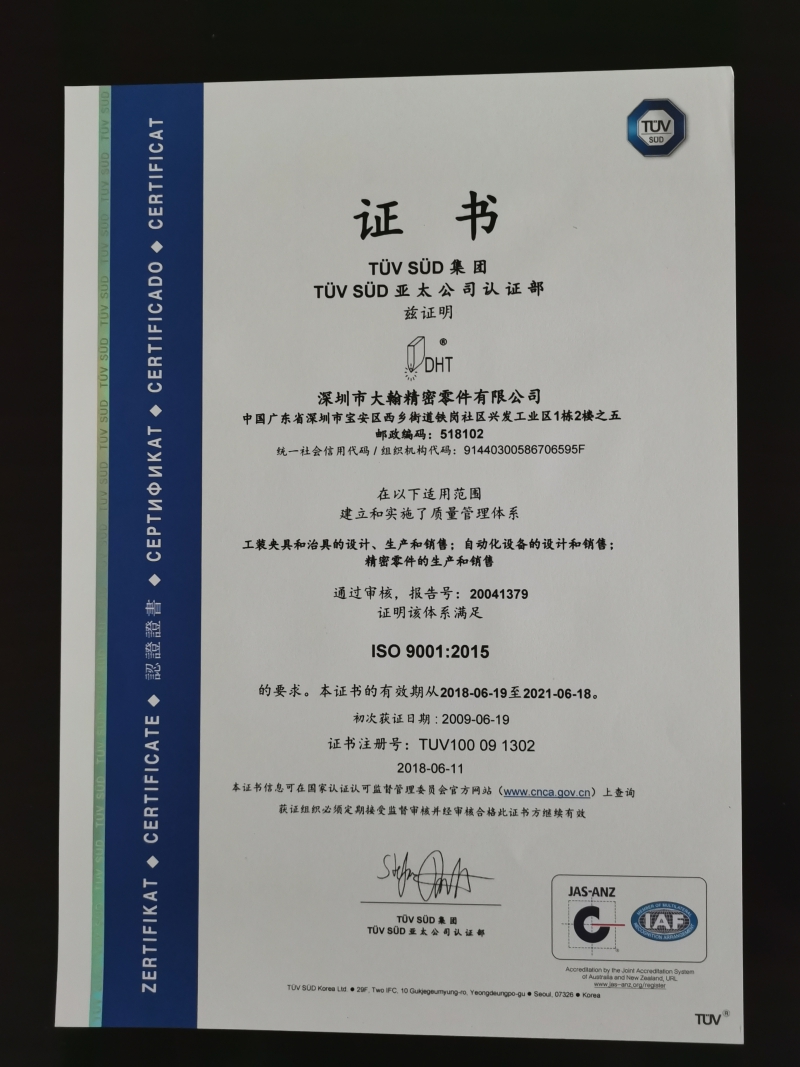 TÜV
SÜD
证 书
TÜV SÜD 集团
TÜV SÜD 亚太公司认证部
兹证明
DHT ®
深圳市大翰精密零件有限公司
中国广东省深圳市宝安区西乡街道铁岗社区兴发工业区1栋2楼之五
邮政编码：518102
统一社会信用代码 / 组织机构代码：91440300586706595F
在以下适用范围
建立和实施了质量管理体系
工装夹具和治具的设计、生产和销售；自动化设备的设计和销售；
精密零件的生产和销售
通过审核，报告号：20041379
证明该体系满足
ISO 9001:2015
的要求。本证书的有效期从2018-06-19至2021-06-18。
初次获证日期：2009-06-19
证书注册号：TUV100 09 1302
2018-06-11
本证书信息可在国家认证认可监督管理委员会官方网站（www.cnca.gov.cn）上查询
获证组织必须定期接受监督审核并经审核合格此证书方继续有效
TÜV SÜD 集团
TÜV SÜD 亚太公司认证部
JAS-ANZ
MEMBER OF MULTILATERAL
IAF
RECOGNITION ARRANGEMENT
Accreditation by the Joint Accreditation System
of Australia and New Zealand, URL
www.jas-anz.org/register
TÜV SÜD Korea Ltd. ● 29F, Two IFC, 10 Gukjegeumyung-ro, Yeongdeungpo-gu ● Seoul, 07326 ● Korea
TÜV®
ZERTIFIKAT ◆ CERTIFICATE ◆ 認證證書 ◆ СЕРТИФИКАТ ◆ CERTIFICADO ◆ CERTIFICAT
TÜV SÜD TÜV SÜD TÜV SÜD TÜV SÜD